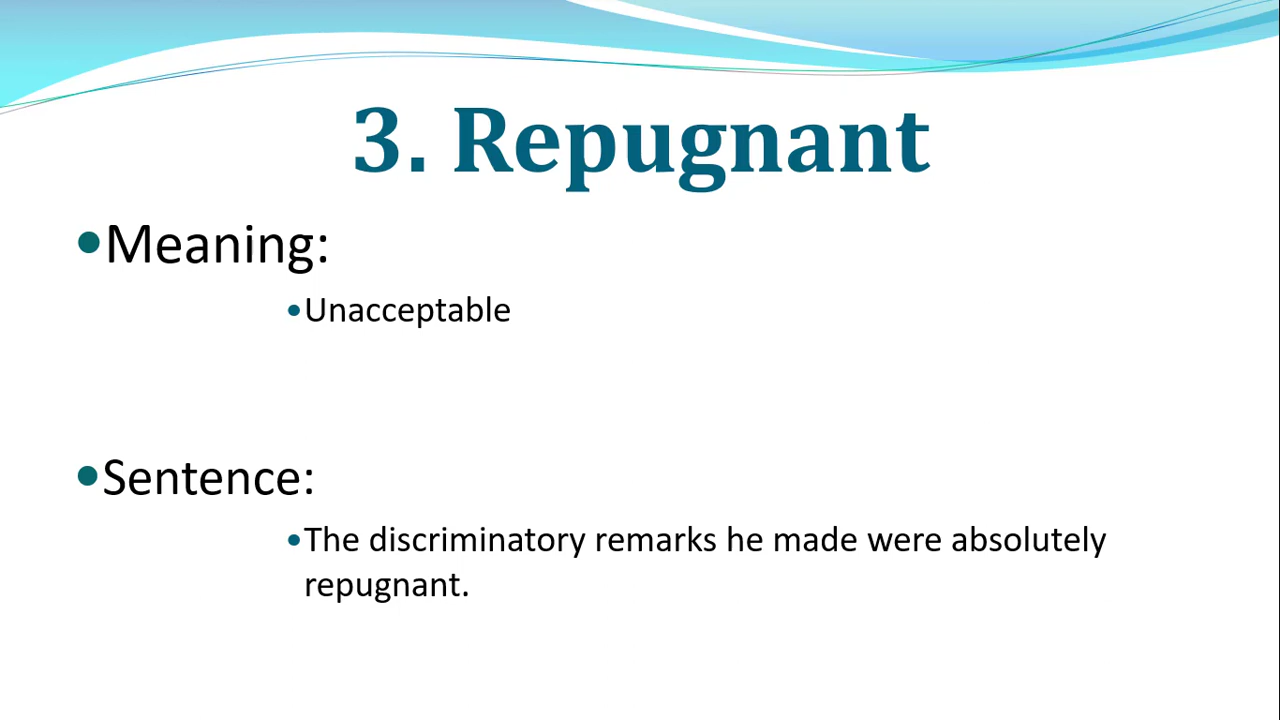 3. Repugnant
•Meaning:
•Unacceptable
•Sentence:
•The discriminatory remarks he made were absolutely
repugnant.